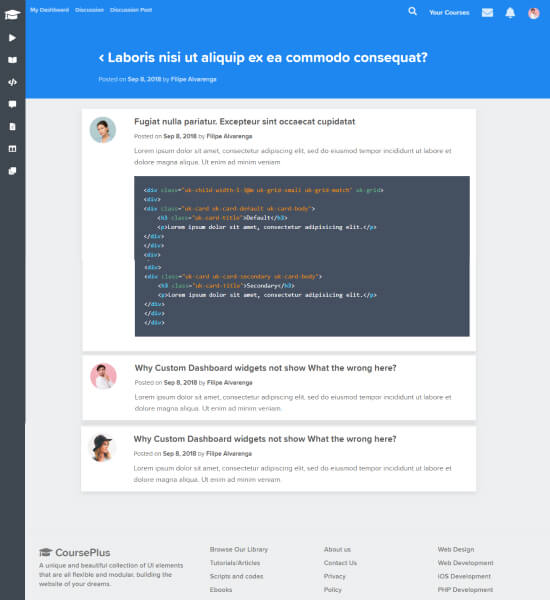 My Dashboard Discussion Discussion Post
Your Courses
‹ Laboris nisi ut aliquip ex ea commodo consequat?
Posted on Sep 8, 2018 by Filipe Alvarenga
Fugiat nulla pariatur. Excepteur sint occaecat cupidatat
Posted on Sep 8, 2018 by Filipe Alvarenga
Lorem ipsum dolor sit amet, consectetur adipiscing elit, sed do eiusmod tempor incididunt ut labore et
dolore magna aliqua. Ut enim ad minim veniam
<div class="uk-child-width-1-3@m uk-grid-small uk-grid-match" uk-grid>
<div>
<div class="uk-card uk-card-default uk-card-body">
<h3 class="uk-card-title">Default</h3>
<p>Lorem ipsum dolor sit amet, consectetur adipisicing elit.</p>
</div>
</div>
<div>
<div>
<div class="uk-card uk-card-secondary uk-card-body">
<h3 class="uk-card-title">Secondary</h3>
<p>Lorem ipsum dolor sit amet, consectetur adipisicing elit.</p>
</div>
</div>
</div>
Why Custom Dashboard widgets not show What the wrong here?
Posted on Sep 8, 2018 by Filipe Alvarenga
Lorem ipsum dolor sit amet, consectetur adipiscing elit, sed do eiusmod tempor incididunt ut labore et
dolore magna aliqua. Ut enim ad minim veniam.
Why Custom Dashboard widgets not show What the wrong here?
Posted on Sep 8, 2018 by Filipe Alvarenga
Lorem ipsum dolor sit amet, consectetur adipiscing elit, sed do eiusmod tempor incididunt ut labore et
dolore magna aliqua. Ut enim ad minim veniam.
CoursePlus
A unique and beautiful collection of UI elements
that are all flexible and modular. building the
website of your dreams.
Browse Our Library
Tutorials/Articles
Scripts and codes
Ebooks
About us
Contact Us
Privacy
Policy
Web Design
Web Development
iOS Development
PHP Development